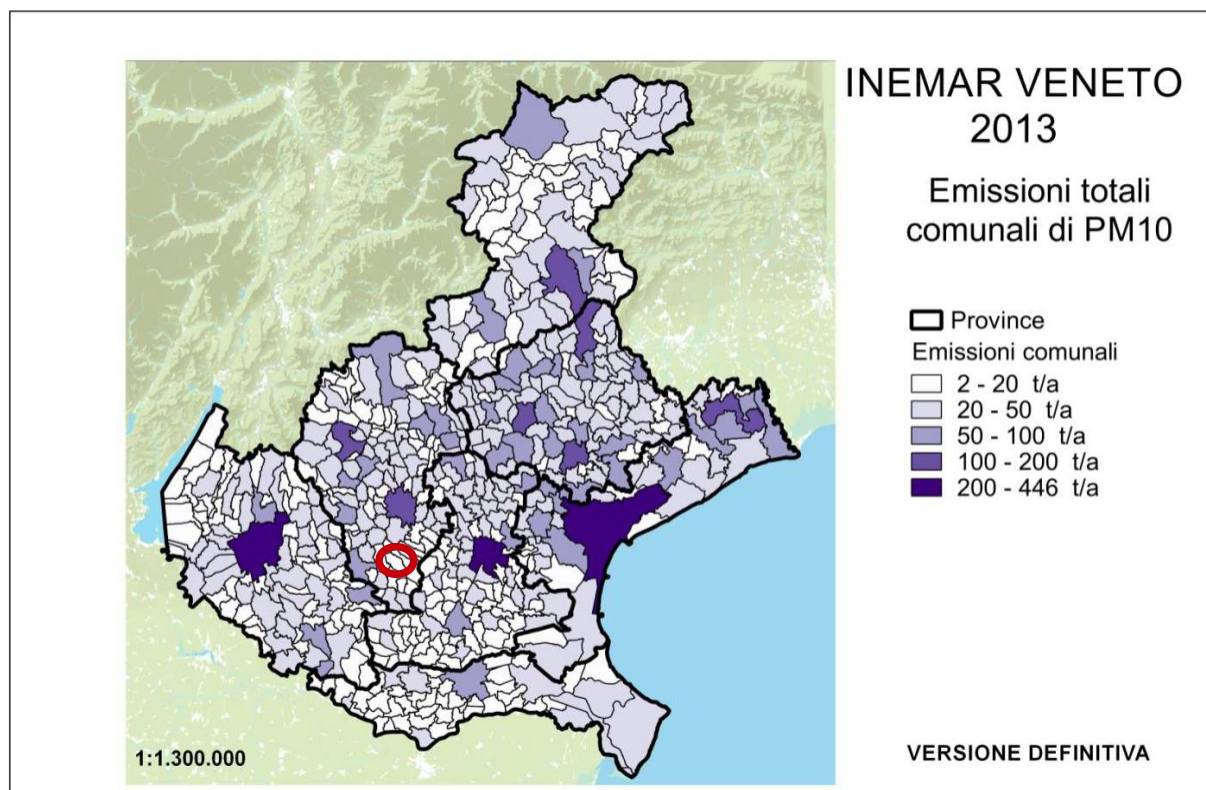 INEMAR VENETO
2013
Emissioni totali
comunali di PM10
Province
Emissioni comunali
2 - 20 t/a
20 - 50 t/a
50 - 100 t/a
100 - 200 t/a
200 - 446 t/a
1:1.300.000
VERSIONE DEFINITIVA